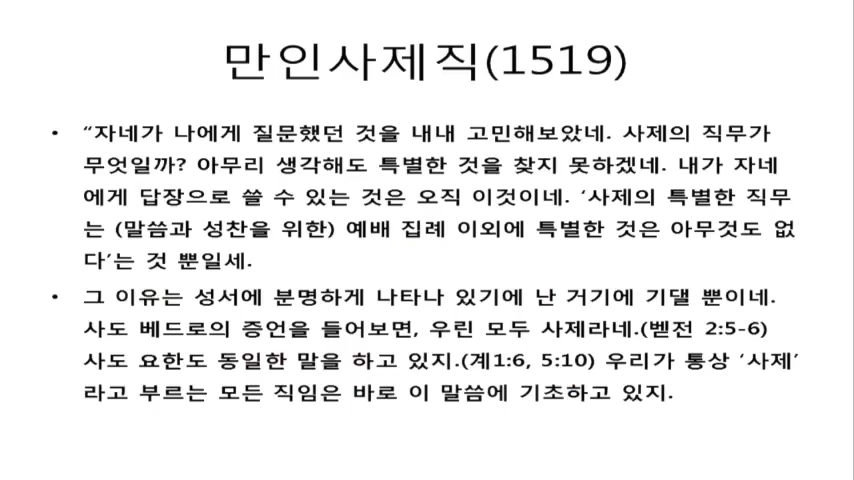 만인사제직(1519)
• “자네가 나에게 질문했던 것을 내내 고민해보았네. 사제의 직무가
무엇일까? 아무리 생각해도 특별한 것을 찾지 못하겠네. 내가 자네
에게 답장으로 쓸 수 있는 것은 오직 이것이네. ‘사제의 특별한 직무
는 (말씀과 성찬을 위한) 예배 집례 이외에 특별한 것은 아무것도 없
다’는 것 뿐일세.
• 그 이유는 성서에 분명하게 나타나 있기에 난 거기에 기댈 뿐이네.
사도 베드로의 증언을 들어보면, 우린 모두 사제라네.(벧전 2:5-6)
사도 요한도 동일한 말을 하고 있지.(계1:6, 5:10) 우리가 통상 ‘사제’
라고 부르는 모든 직임은 바로 이 말씀에 기초하고 있지.